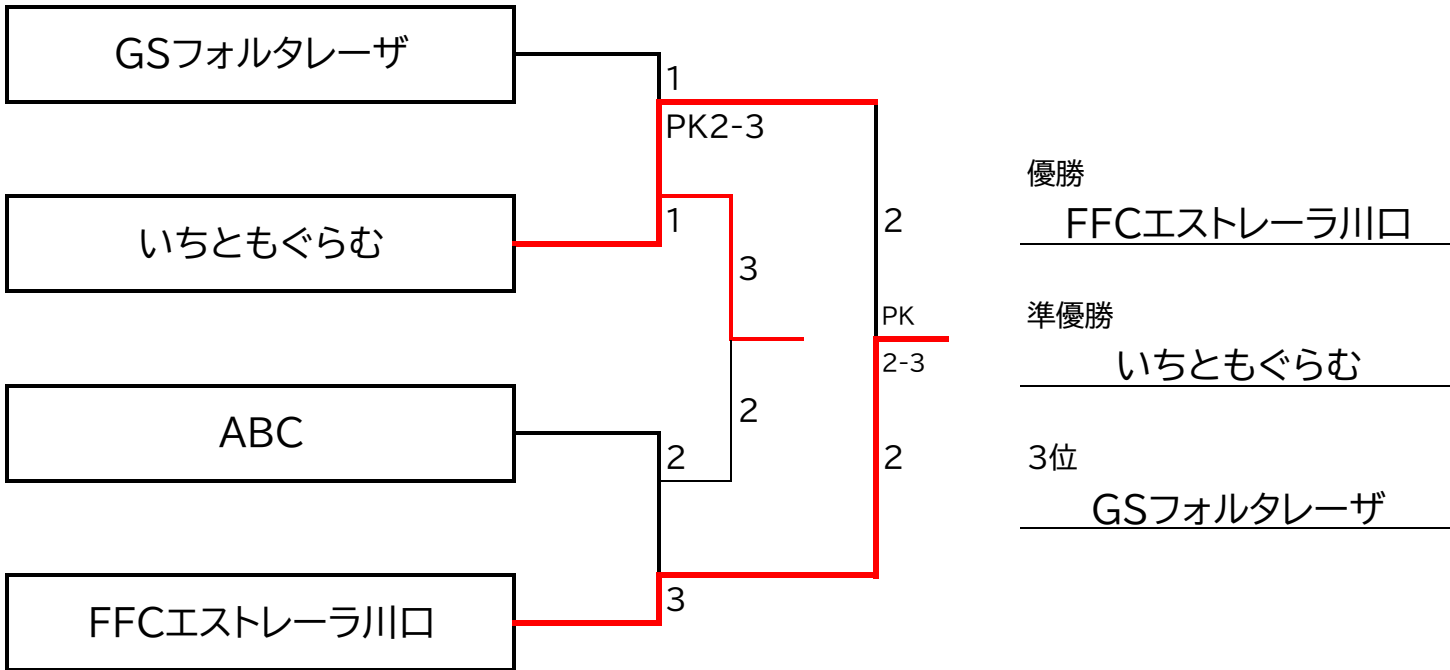 GSフォルタレーザ
1
PK2-3
いちともぐらむ
1
3
2
PK
2-3
2
ABC
2
2
FFCエストレーラ川口
3
優勝
FFCエストレーラ川口
準優勝
いちともぐらむ
3位
GSフォルタレーザ